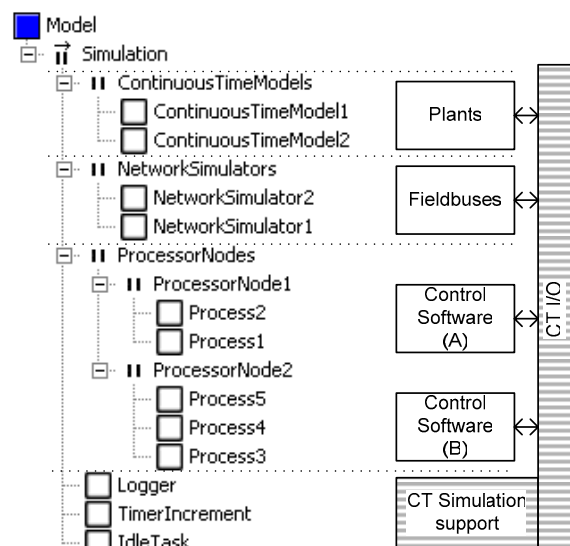 Model
Simulation
ContinuousTimeModels
ContinuousTimeModel1
ContinuousTimeModel2
Plants
NetworkSimulators
NetworkSimulator2
NetworkSimulator1
Fieldbuses
ProcessorNodes
ProcessorNode1
Process2
Process1
Control
Software
(A)
ProcessorNode2
Process5
Process4
Process3
Control
Software
(B)
CT I/O
Logger
TimerIncrement
IdleTask
CT Simulation
support